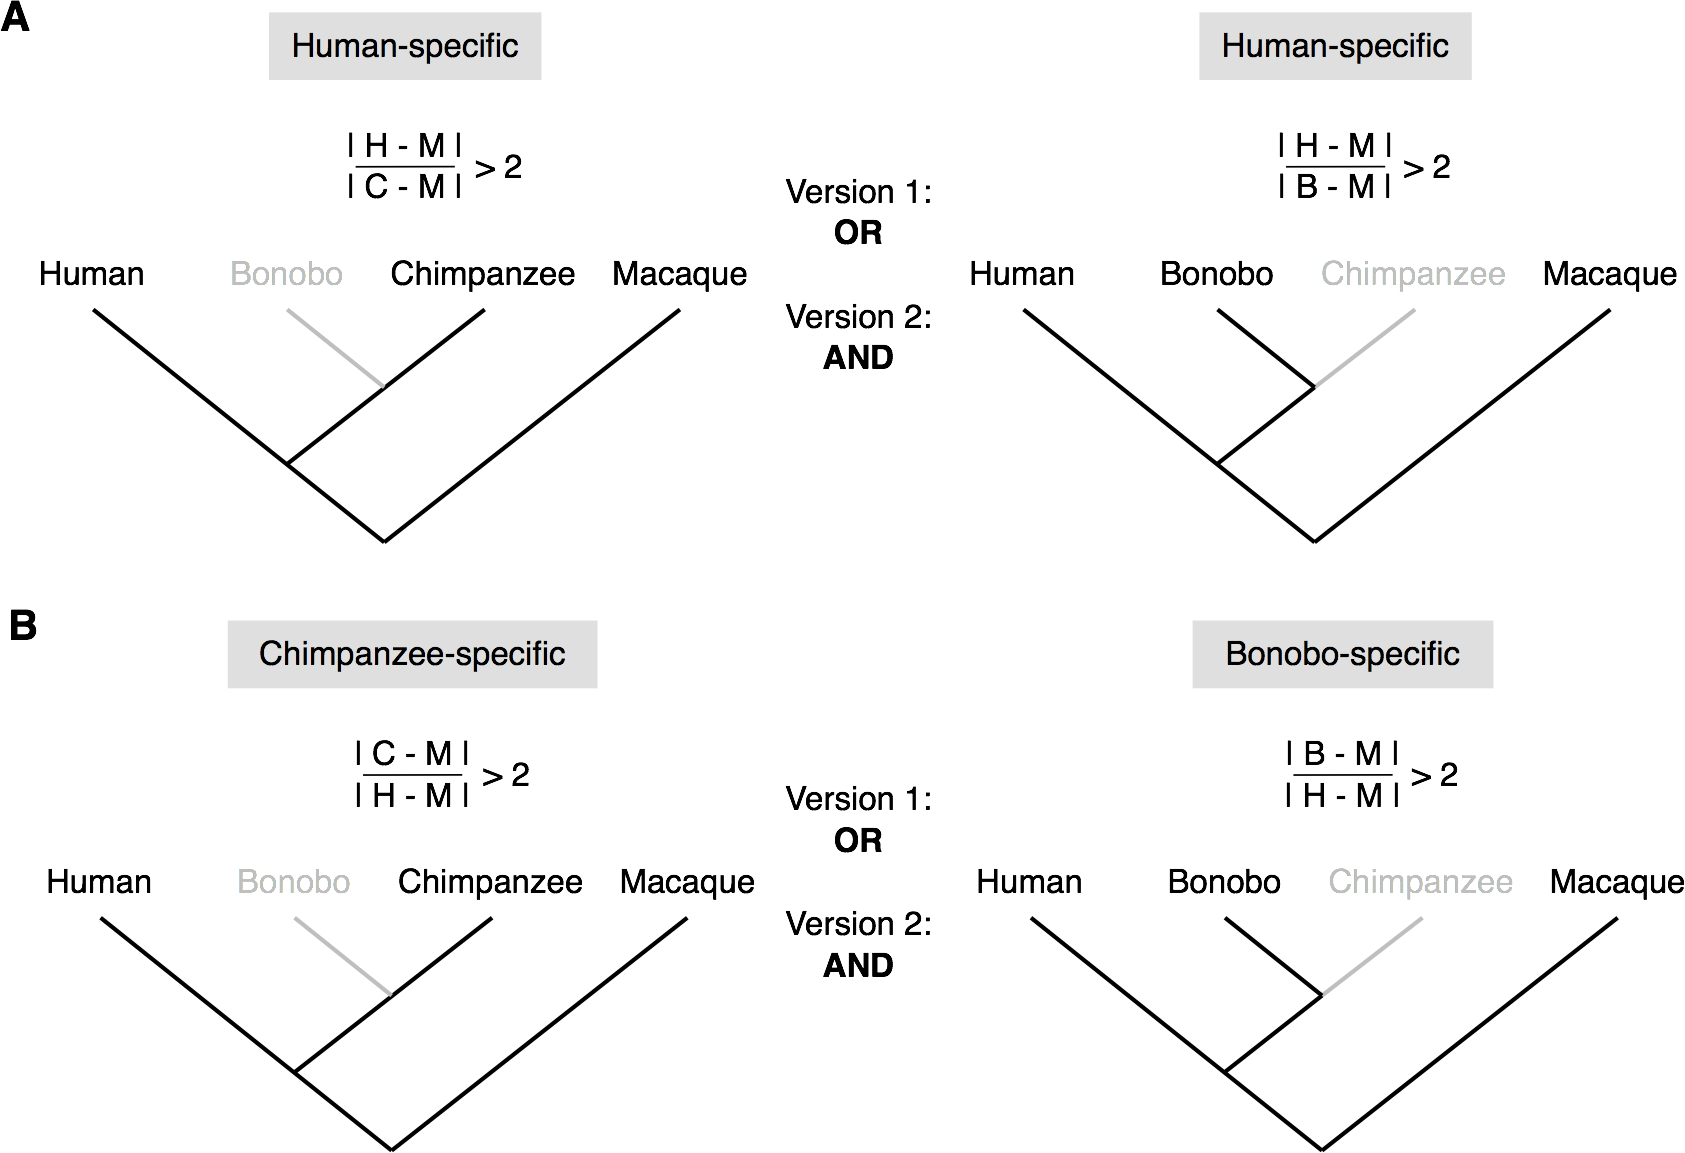 A
Human-specific
Human-specific
| H - M |
| C - M |
> 2
Version 1:
OR
| H - M |
| B - M |
> 2
Human
Bonobo
Chimpanzee
Macaque
Version 2:
AND
Human
Bonobo
Chimpanzee
Macaque
B
Chimpanzee-specific
Bonobo-specific
| C - M |
| H - M |
> 2
Version 1:
OR
| B - M |
| H - M |
> 2
Human
Bonobo
Chimpanzee
Macaque
Version 2:
AND
Human
Bonobo
Chimpanzee
Macaque